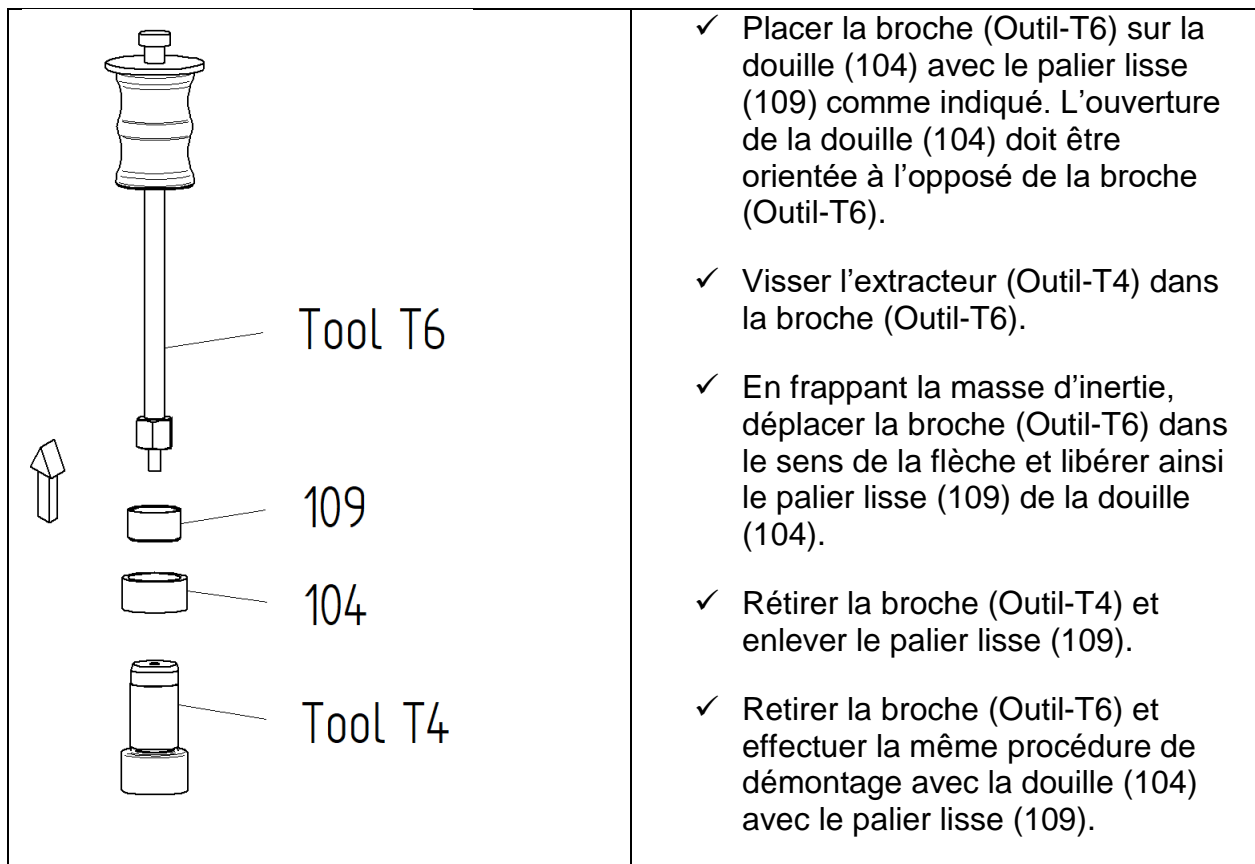 Tool T6
109
104
Tool T4
✓ Placer la broche (Outil-T6) sur la
douille (104) avec le palier lisse
(109) comme indiqué. L’ouverture
de la douille (104) doit être
orientée à l’opposé de la broche
(Outil-T6).
✓ Visser l’extracteur (Outil-T4) dans
la broche (Outil-T6).
✓ En frappant la masse d’inertie,
déplacer la broche (Outil-T6) dans
le sens de la flèche et libérer ainsi
le palier lisse (109) de la douille
(104).
✓ Rétirer la broche (Outil-T4) et
enlever le palier lisse (109).
✓ Retirer la broche (Outil-T6) et
effectuer la même procédure de
démontage avec la douille (104)
avec le palier lisse (109).